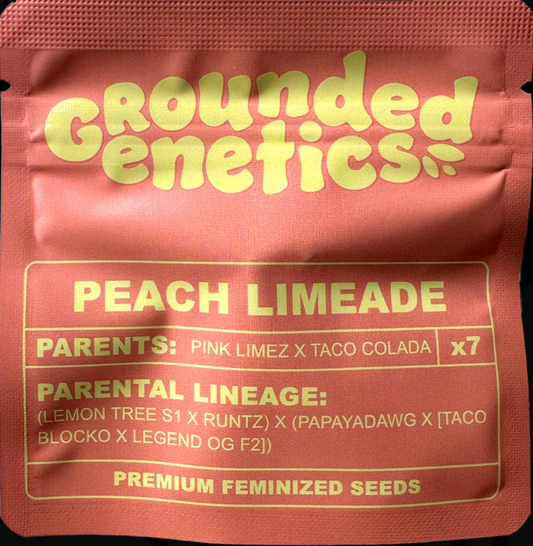 Grounded
Genetics
PEACH LIMEADE
PARENTS: PINK LIMEZ X TACO COLADA x7
PARENTAL LINEAGE:
(LEMON TREE S1 X RUNTZ) X (PAPAYADAWG X [TACO
BLOCKO X LEGEND OG F2])
PREMIUM FEMINIZED SEEDS